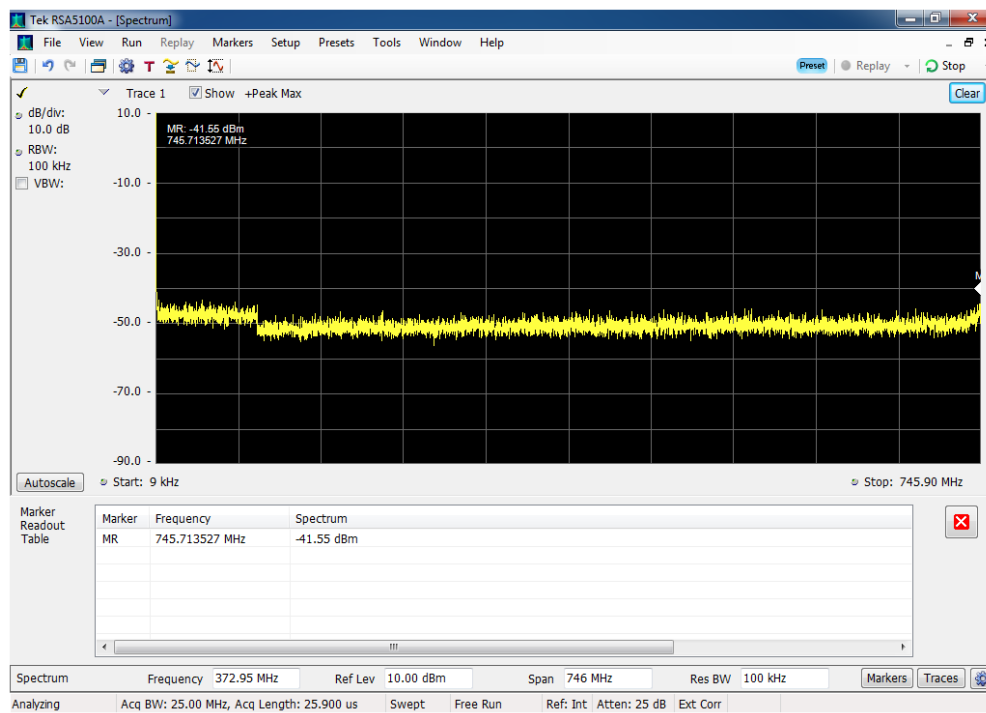 Tek RSA5100A - [Spectrum]
File View Run Replay Markers Setup Presets Tools Window Help
T Preset Replay Stop
Trace 1 Show +Peak Max Clear
dB/div:
10.0 dB
RBW:
100 kHz
VBW:
10.0
-10.0
-30.0
-50.0
-70.0
-90.0
MR: -41.55 dBm
745.713527 MHz
M
Autoscale Start: 9 kHz Stop: 745.90 MHz
Marker
Readout
Table
Marker Frequency Spectrum
MR 745.713527 MHz -41.55 dBm
Spectrum Frequency 372.95 MHz Ref Lev 10.00 dBm Span 746 MHz Res BW 100 kHz Markers Traces
Analyzing Acq BW: 25.00 MHz, Acq Length: 25.900 us Swept Free Run Ref: Int Atten: 25 dB Ext Corr